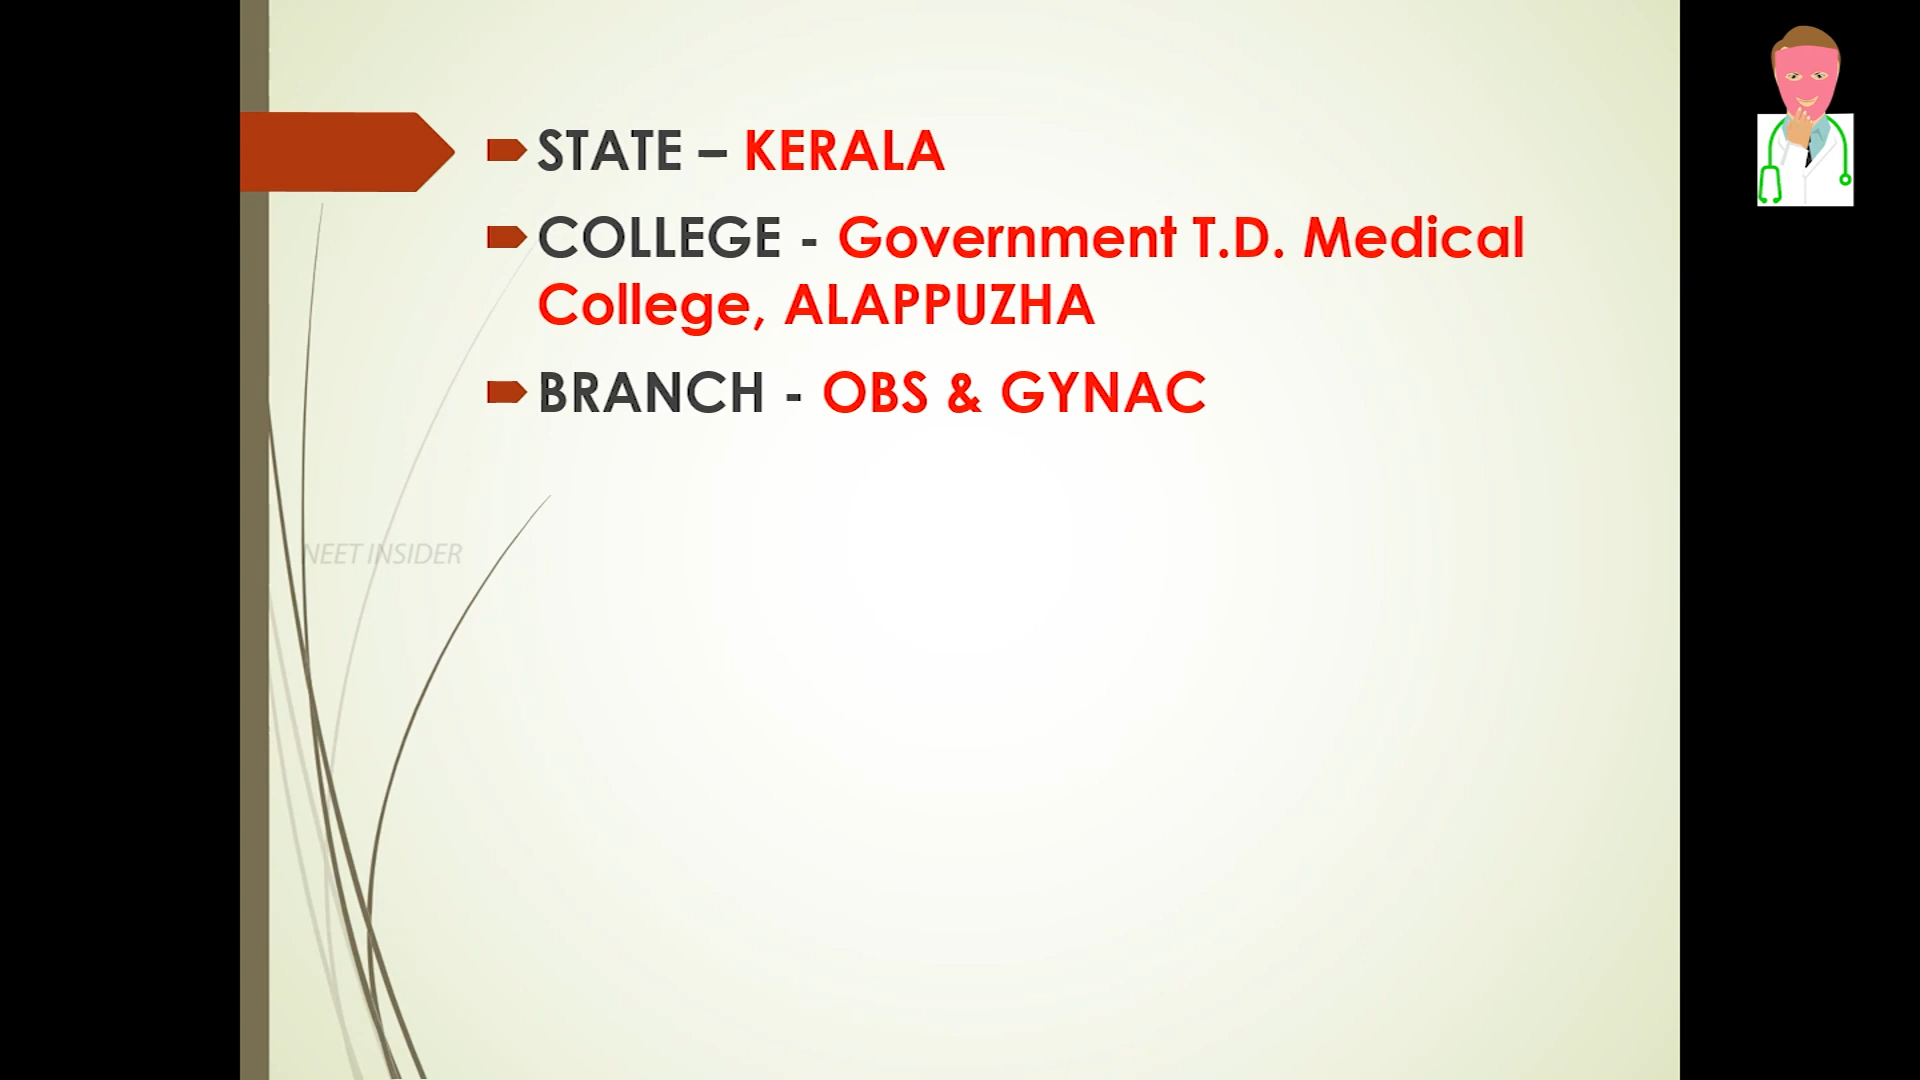 STATE – KERALA
COLLEGE - Government T.D. Medical
College, ALAPPUZHA
BRANCH - OBS & GYNAC
NEET INSIDER